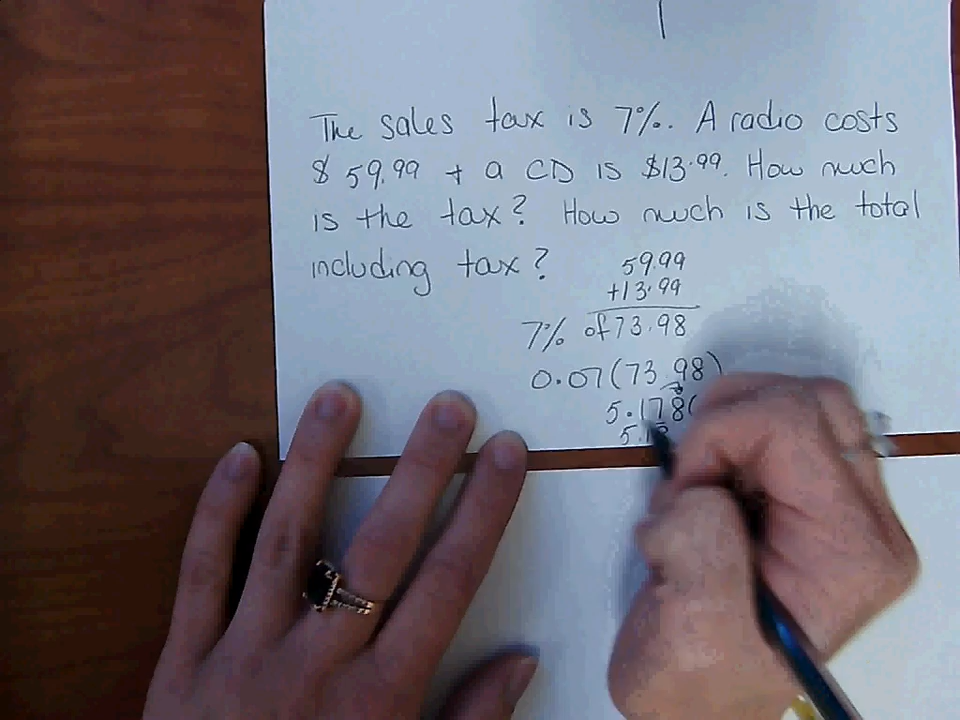 The sales tax is 7%. A radio costs
$59.99 + a CD is $13.99. How much
is the tax? How much is the total
including tax?
59.99
+13.99
7% of 73.98
0.07(73.98)
5.178